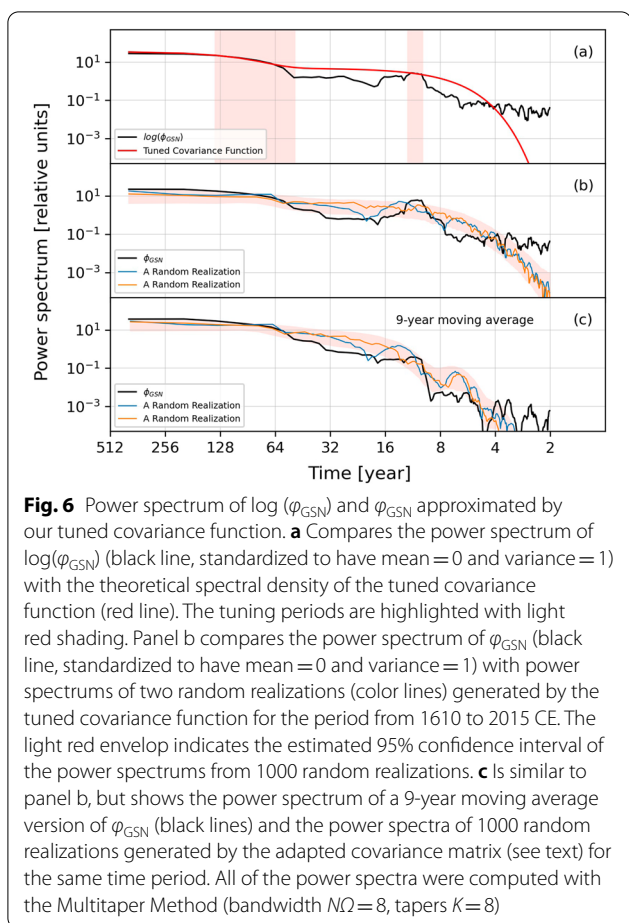 10¹
10⁻¹
10⁻³
(a)
log(ϕGSN)
Tuned Covariance Function
Power spectrum [relative units]
10¹
10⁻¹
10⁻³
(b)
ϕGSN
A Random Realization
A Random Realization
10¹
10⁻¹
10⁻³
9-year moving average
(c)
ϕGSN
A Random Realization
A Random Realization
512 256 128 64 32 16 8 4 2
Time [year]
Fig. 6 Power spectrum of log (φGSN) and φGSN approximated by
our tuned covariance function. a Compares the power spectrum of
log(φGSN) (black line, standardized to have mean = 0 and variance = 1)
with the theoretical spectral density of the tuned covariance
function (red line). The tuning periods are highlighted with light
red shading. Panel b compares the power spectrum of φGSN (black
line, standardized to have mean = 0 and variance = 1) with power
spectrums of two random realizations (color lines) generated by the
tuned covariance function for the period from 1610 to 2015 CE. The
light red envelop indicates the estimated 95% confidence interval of
the power spectrums from 1000 random realizations. c Is similar to
panel b, but shows the power spectrum of a 9-year moving average
version of φGSN (black lines) and the power spectra of 1000 random
realizations generated by the adapted covariance matrix (see text) for
the same time period. All of the power spectra were computed with
the Multitaper Method (bandwidth NΩ = 8, tapers K = 8)